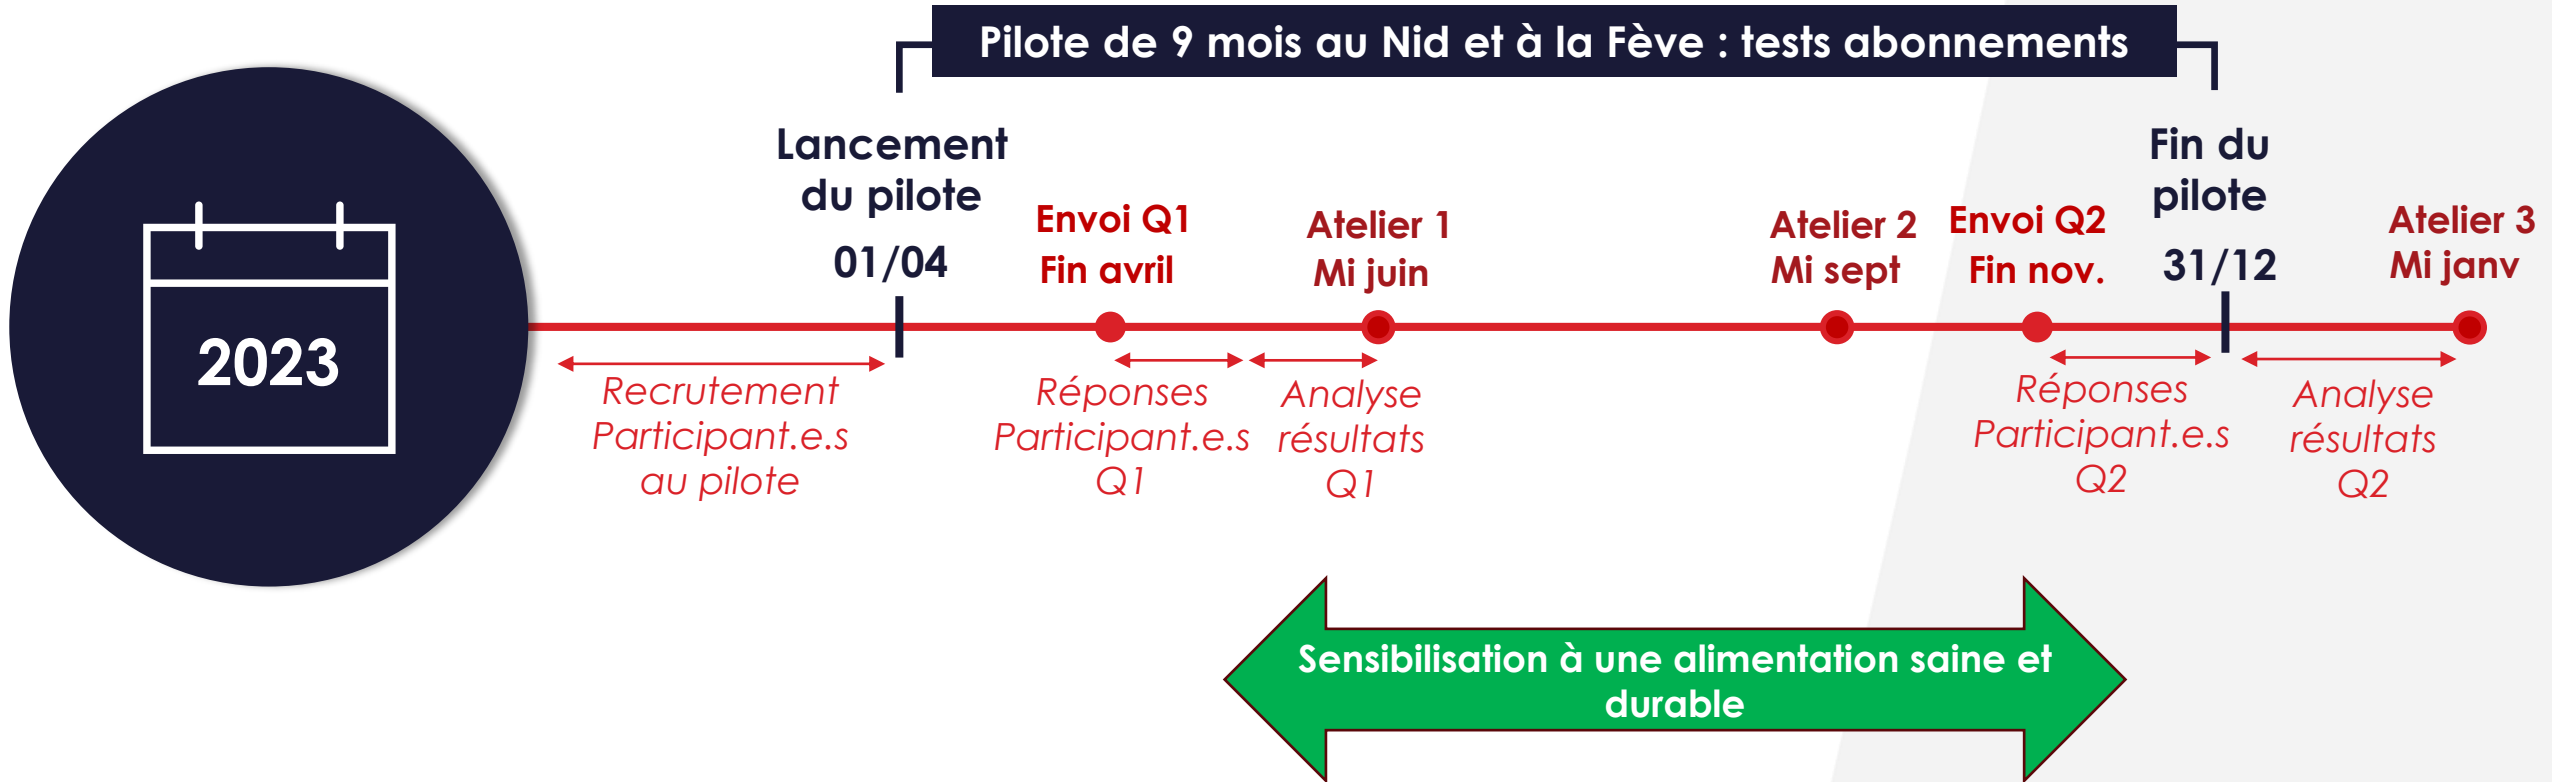 Pilote de 9 mois au Nid et à la Fève : tests abonnements
2023
Lancement
du pilote
01/04
Envoi Q1
Fin avril
Atelier 1
Mi juin
Atelier 2
Mi sept
Envoi Q2
Fin nov.
Fin du
pilote
31/12
Atelier 3
Mi janv
Recrutement
Participant.e.s
au pilote
Réponses
Participant.e.s
Q1
Analyse
résultats
Q1
Réponses
Participant.e.s
Q2
Analyse
résultats
Q2
Sensibilisation à une alimentation saine et
durable